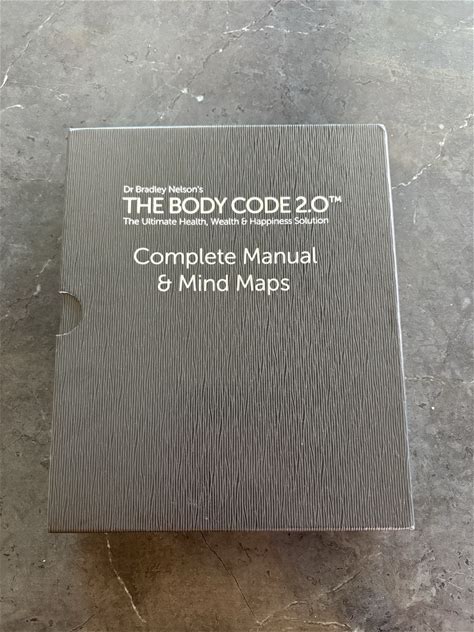 Dr Bradley Nelson's
THE BODY CODE 2.0™
The Ultimate Health, Wealth & Happiness Solution
Complete Manual
& Mind Maps